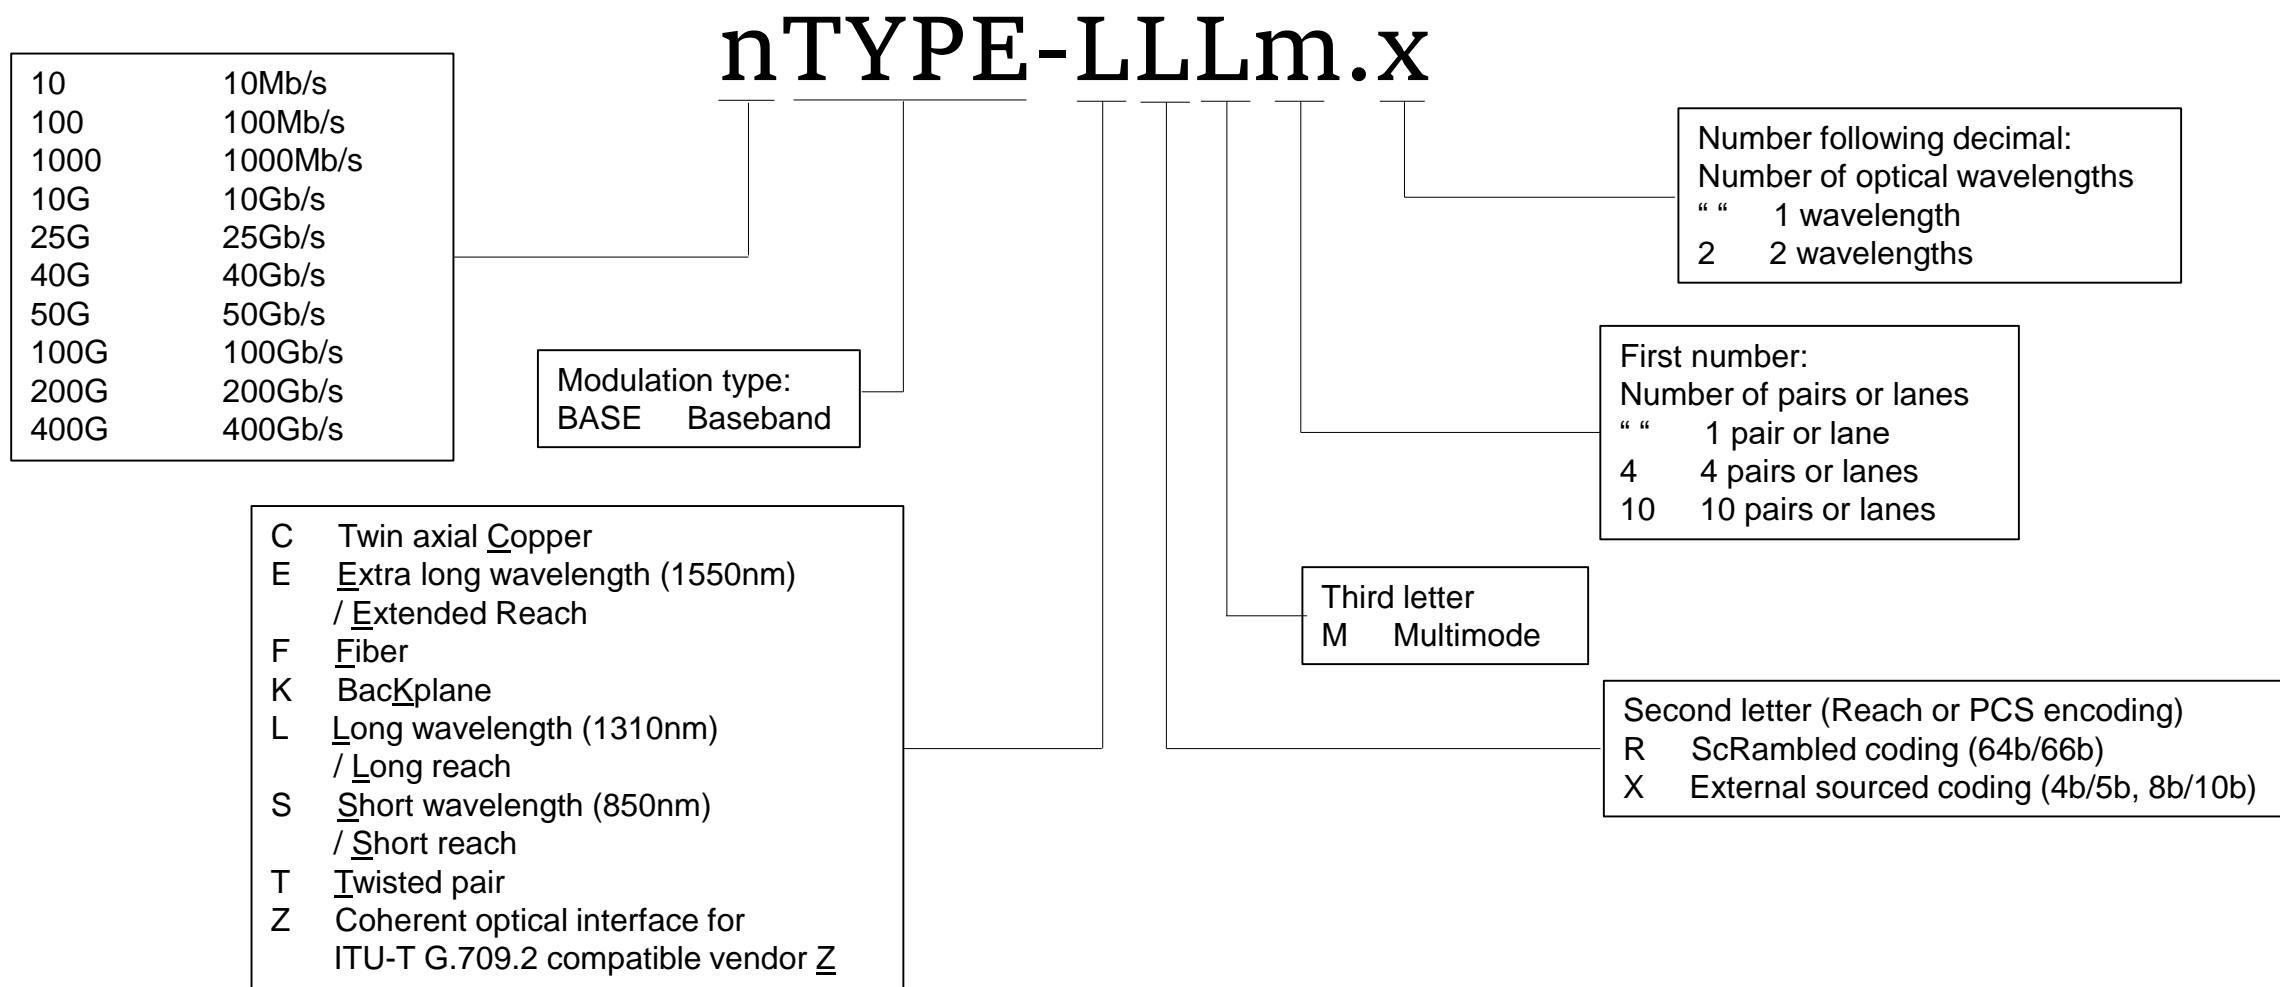 nTYPE-LLLm.x
10 10Mb/s
100 100Mb/s
1000 1000Mb/s
10G 10Gb/s
25G 25Gb/s
40G 40Gb/s
50G 50Gb/s
100G 100Gb/s
200G 200Gb/s
400G 400Gb/s
Modulation type:
BASE Baseband
C Twin axial Copper
E Extra long wavelength (1550nm)
/ Extended Reach
F Fiber
K BacKplane
L Long wavelength (1310nm)
/ Long reach
S Short wavelength (850nm)
/ Short reach
T Twisted pair
Z Coherent optical interface for
ITU-T G.709.2 compatible vendor Z
Number following decimal:
Number of optical wavelengths
“ “ 1 wavelength
2 2 wavelengths
First number:
Number of pairs or lanes
“ “ 1 pair or lane
4 4 pairs or lanes
10 10 pairs or lanes
Third letter
M Multimode
Second letter (Reach or PCS encoding)
R ScRambled coding (64b/66b)
X External sourced coding (4b/5b, 8b/10b)